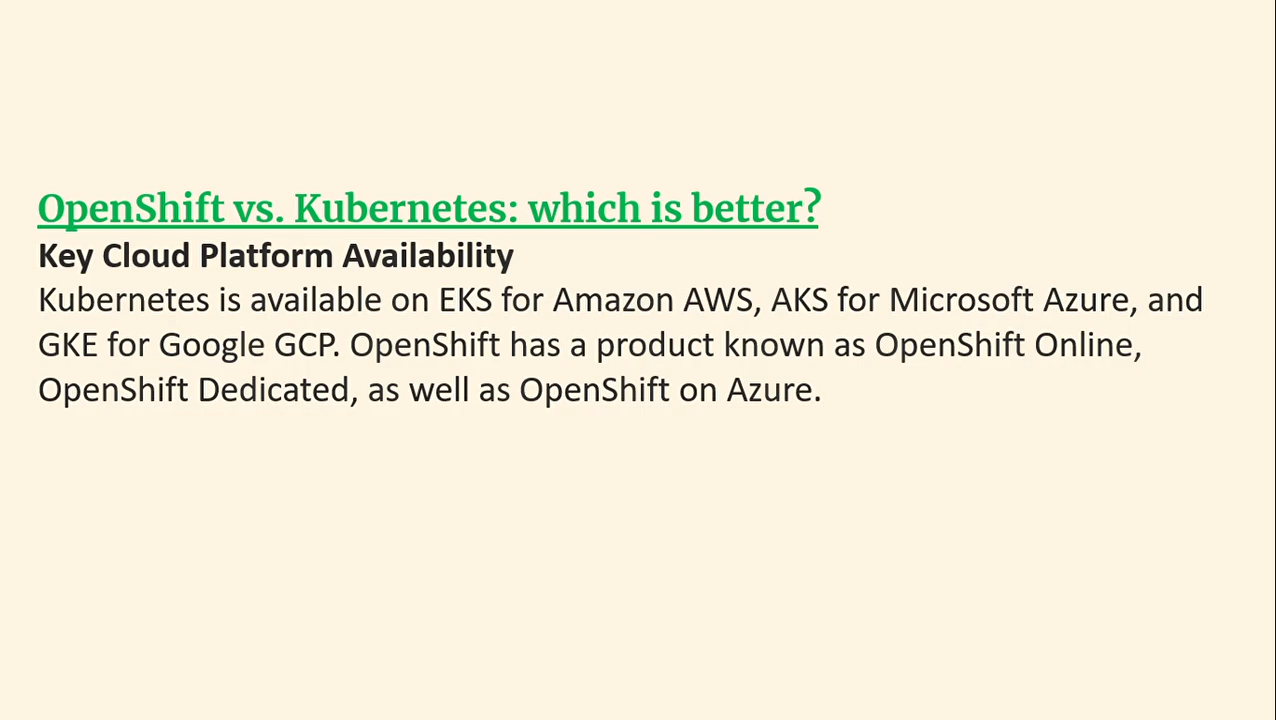 OpenShift vs. Kubernetes: which is better?
Key Cloud Platform Availability
Kubernetes is available on EKS for Amazon AWS, AKS for Microsoft Azure, and
GKE for Google GCP. OpenShift has a product known as OpenShift Online,
OpenShift Dedicated, as well as OpenShift on Azure.